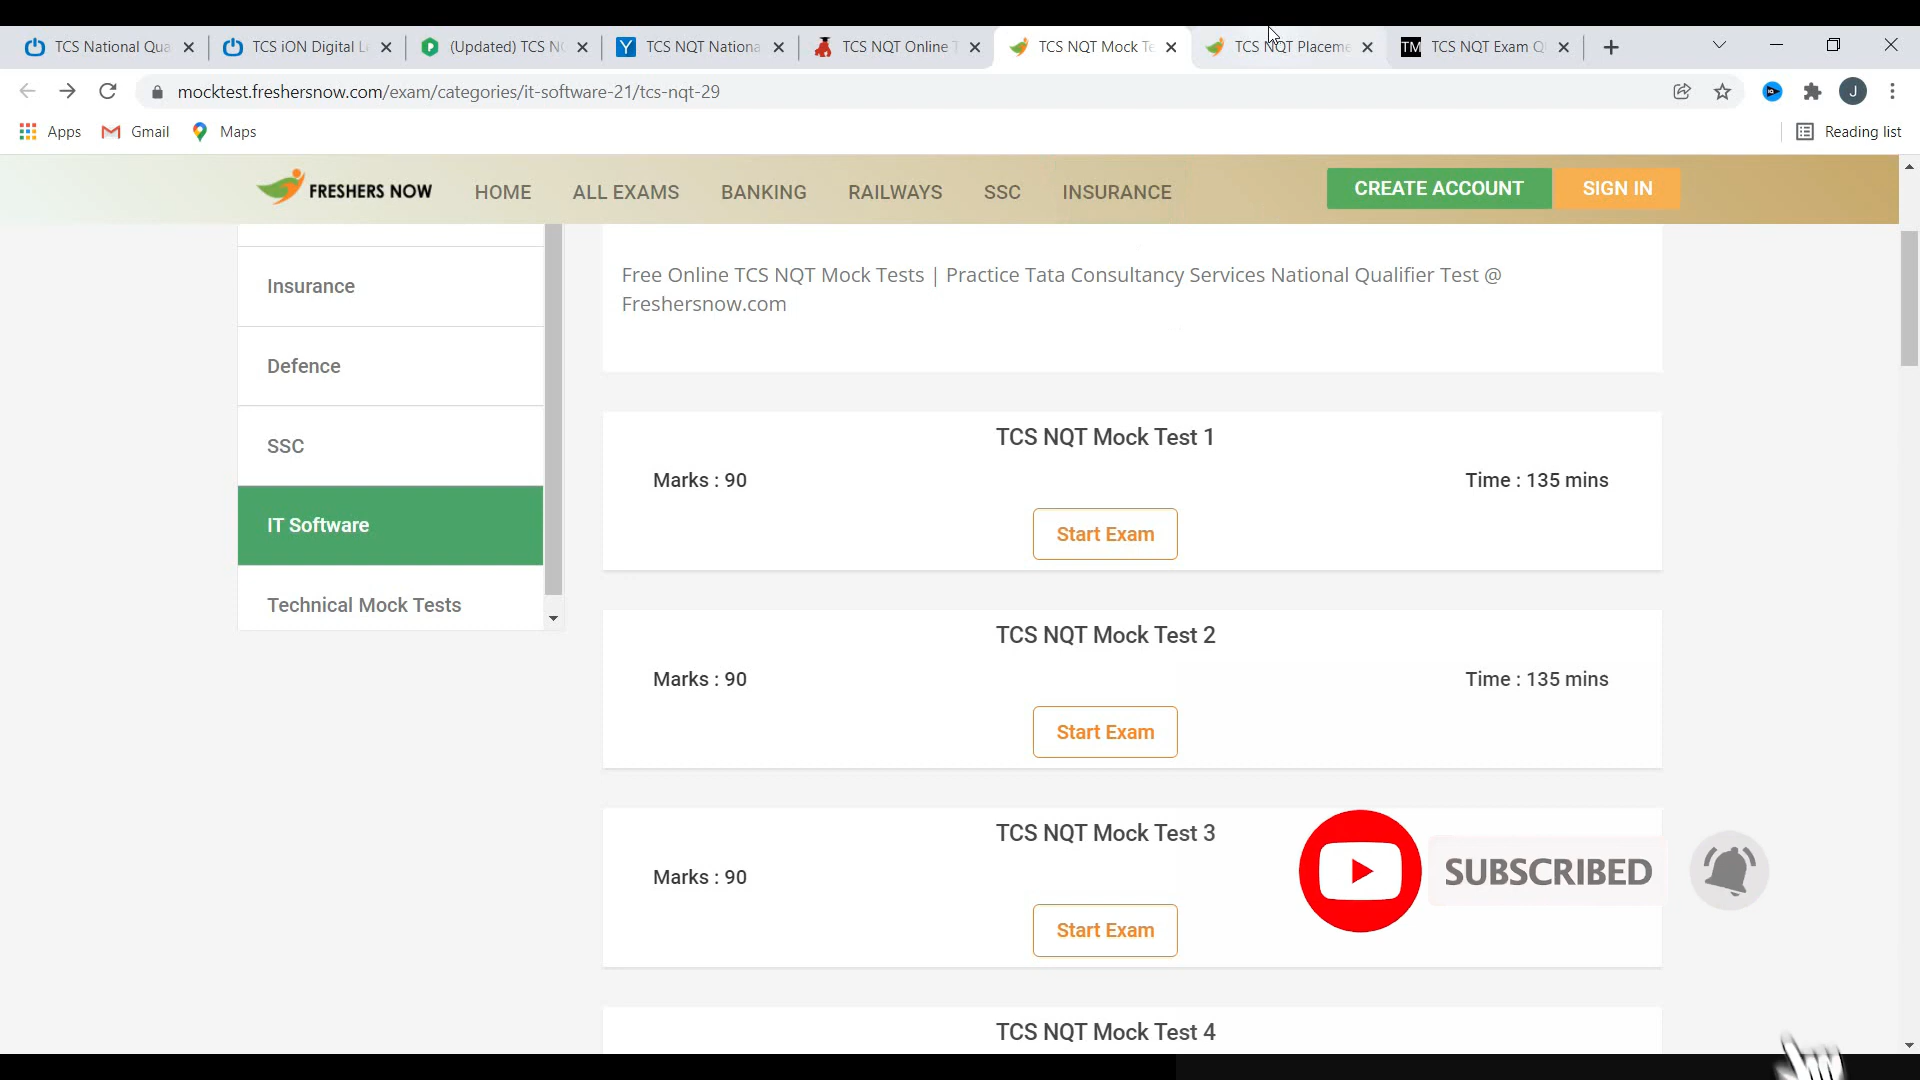 TCS National Qua
TCS iON Digital L
(Updated) TCS N
TCS NQT Nationa
TCS NQT Online T
TCS NQT Mock Te
TCS NQT Placeme
TM TCS NQT Exam Q
mocktest.freshersnow.com/exam/categories/it-software-21/tcs-nqt-29
J
Apps
Gmail
Maps
Reading list
FRESHERS NOW
HOME
ALL EXAMS
BANKING
RAILWAYS
SSC
INSURANCE
CREATE ACCOUNT
SIGN IN
Insurance
Defence
SSC
IT Software
Technical Mock Tests
Free Online TCS NQT Mock Tests | Practice Tata Consultancy Services National Qualifier Test @
Freshersnow.com
TCS NQT Mock Test 1
Marks : 90
Time : 135 mins
Start Exam
TCS NQT Mock Test 2
Marks : 90
Time : 135 mins
Start Exam
TCS NQT Mock Test 3
Marks : 90
Start Exam
SUBSCRIBED
TCS NQT Mock Test 4